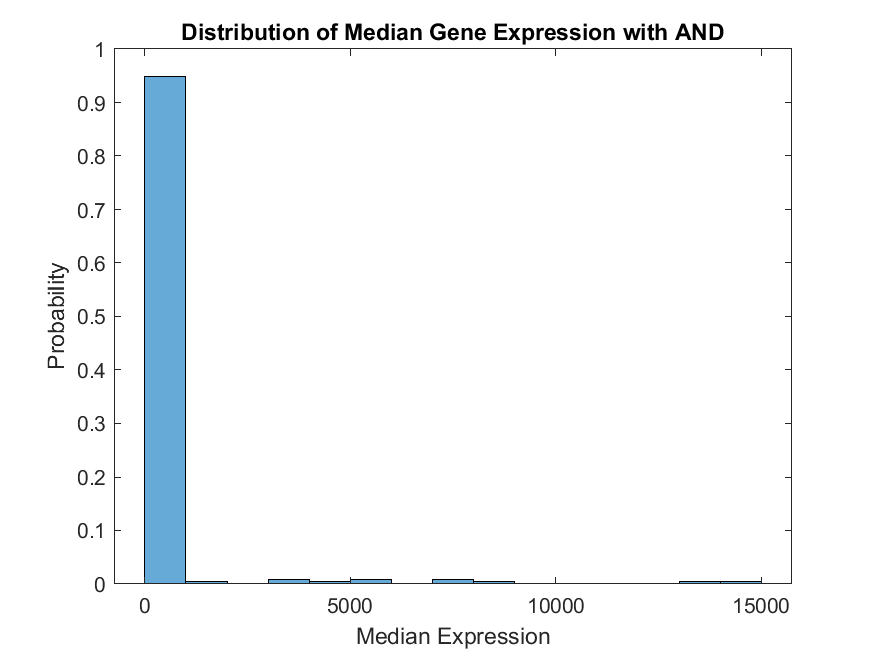 Distribution of Median Gene Expression with AND
1
0.9
0.8
0.7
0.6
0.5
0.4
0.3
0.2
0.1
0
Probability
0 5000 10000 15000
Median Expression